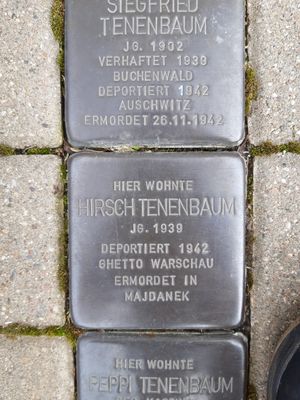 SIEGFRIED
TENENBAUM
JG. 1902
VERHAFTET 1939
BUCHENWALD
DEPORTIERT 1942
AUSCHWITZ
ERMORDET 26.11.1942
HIER WOHNTE
HIRSCH TENENBAUM
JG. 1939
DEPORTIERT 1942
GHETTO WARSCHAU
ERMORDET IN
MAJDANEK
HIER WOHNTE
PEPPI TENENBAUM